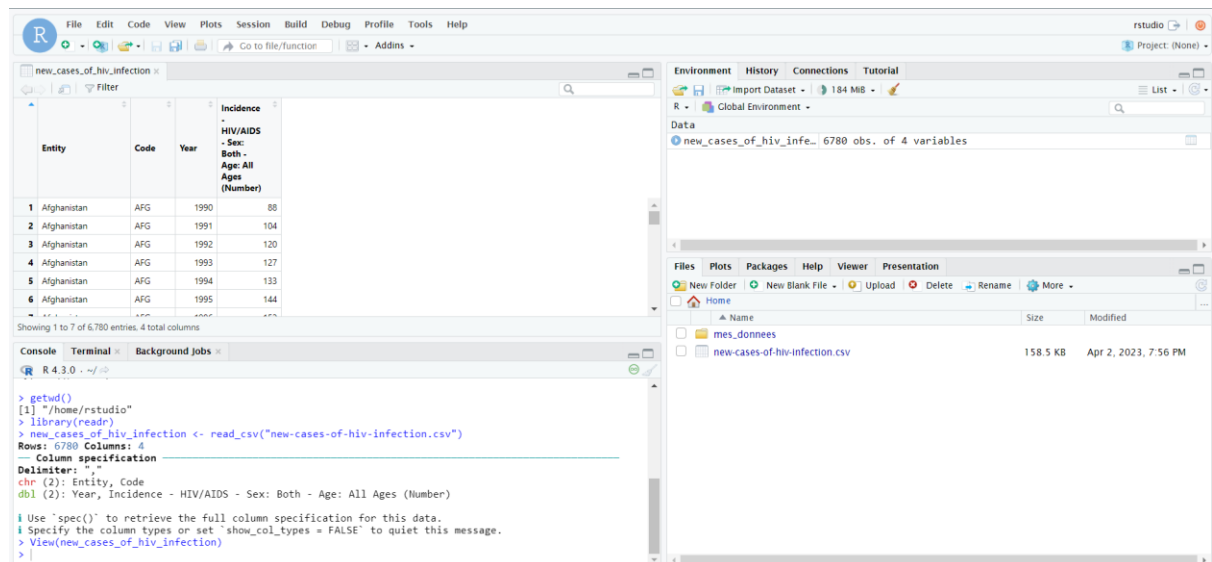 File Edit Code View Plots Session Build Debug Profile Tools Help
rstudio
R
Go to file/function
Addins
Project: (None)
new_cases_of_hiv_infection
Filter
Entity Code Year Incidence - HIV/AIDS - Sex: Both - Age: All Ages (Number)
1 Afghanistan AFG 1990 88
2 Afghanistan AFG 1991 104
3 Afghanistan AFG 1992 120
4 Afghanistan AFG 1993 127
5 Afghanistan AFG 1994 133
6 Afghanistan AFG 1995 144
Showing 1 to 7 of 6,780 entries, 4 total columns
Console Terminal Background Jobs
R 4.3.0 · ~/
> getwd()
[1] "/home/rstudio"
> library(readr)
> new_cases_of_hiv_infection <- read_csv("new-cases-of-hiv-infection.csv")
Rows: 6780 Columns: 4
── Column specification ──
Delimiter: ","
chr (2): Entity, Code
dbl (2): Year, Incidence - HIV/AIDS - Sex: Both - Age: All Ages (Number)
ℹ Use `spec()` to retrieve the full column specification for this data.
ℹ Specify the column types or set `show_col_types = FALSE` to quiet this message.
> View(new_cases_of_hiv_infection)
>
Environment History Connections Tutorial
Import Dataset 184 MiB List
R Global Environment
Data
new_cases_of_hiv_infe… 6780 obs. of 4 variables
Files Plots Packages Help Viewer Presentation
New Folder New Blank File Upload Delete Rename More
Home
Name Size Modified
mes_donnees
new-cases-of-hiv-infection.csv 158.5 KB Apr 2, 2023, 7:56 PM